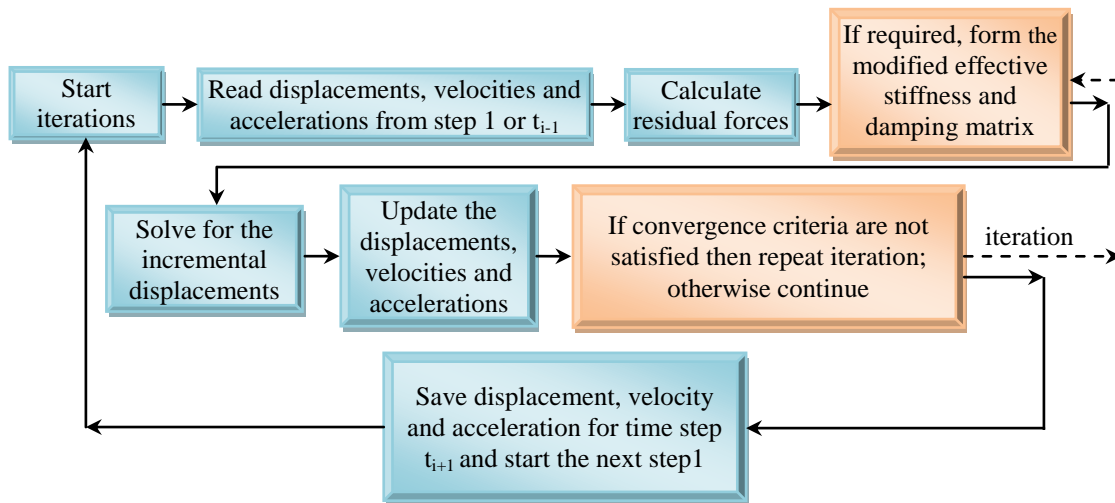 Start
iterations
Read displacements, velocities and
accelerations from step 1 or t_{i-1}
Calculate
residual forces
If required, form the
modified effective
stiffness and
damping matrix
Solve for the
incremental
displacements
Update the
displacements,
velocities and
accelerations
If convergence criteria are not
satisfied then repeat iteration;
otherwise continue
iteration
Save displacement, velocity
and acceleration for time step
t_{i+1} and start the next step1